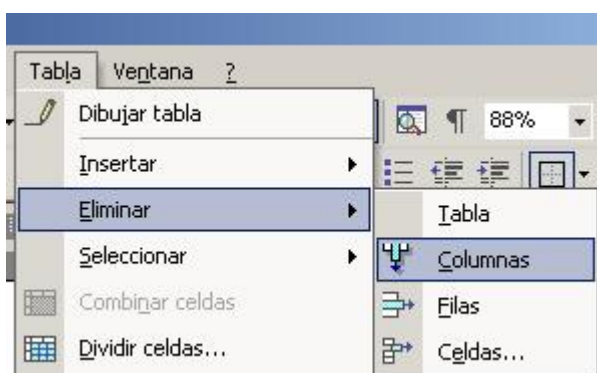 Tabla Ventana ?
Dibujar tabla
88%
Insertar
Eliminar
Tabla
Seleccionar
Columnas
Combinar celdas
Filas
Dividir celdas...
Celdas...